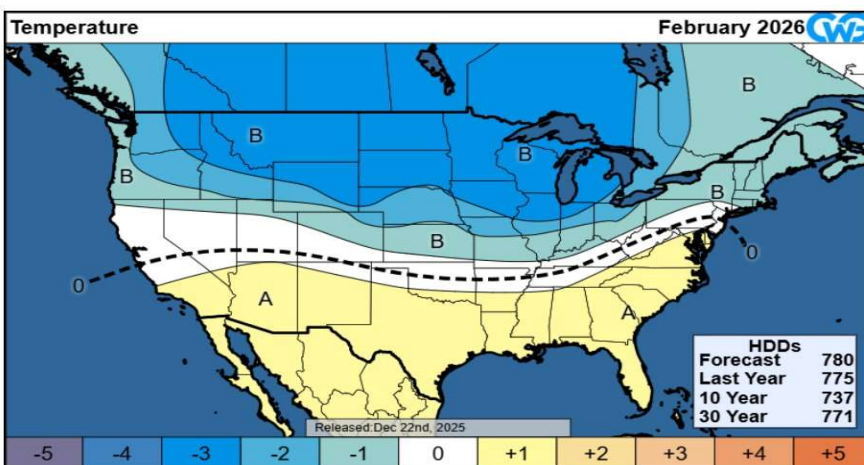 Temperature February 2026 CWG
B B
B B
B B
B
0 0
A A
HDDs
Forecast 780
Last Year 775
10 Year 737
30 Year 771
Released:Dec 22nd, 2025
-5 -4 -3 -2 -1 0 +1 +2 +3 +4 +5